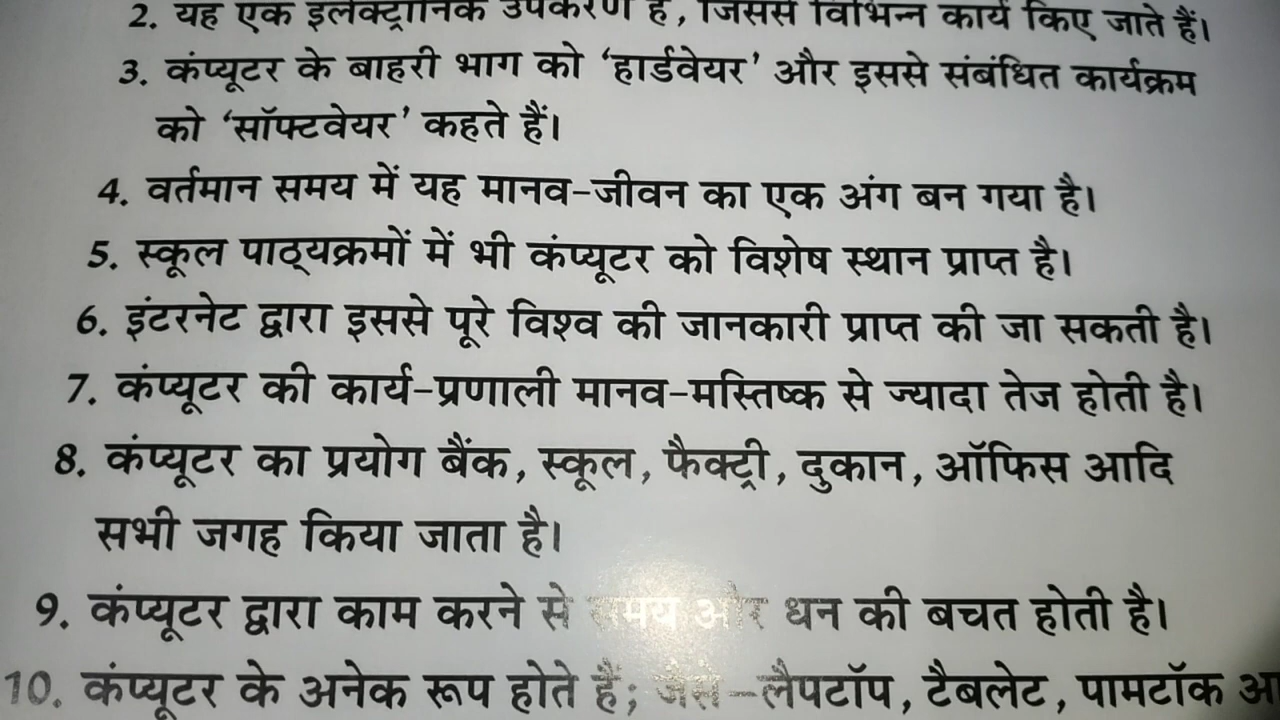 2. यह एक इलेक्ट्रॉनिक उपकरण है, जिससे विभिन्न कार्य किए जाते हैं।
3. कंप्यूटर के बाहरी भाग को ‘हार्डवेयर’ और इससे संबंधित कार्यक्रम
को ‘सॉफ्टवेयर’ कहते हैं।
4. वर्तमान समय में यह मानव-जीवन का एक अंग बन गया है।
5. स्कूल पाठ्यक्रमों में भी कंप्यूटर को विशेष स्थान प्राप्त है।
6. इंटरनेट द्वारा इससे पूरे विश्व की जानकारी प्राप्त की जा सकती है।
7. कंप्यूटर की कार्य-प्रणाली मानव-मस्तिष्क से ज्यादा तेज होती है।
8. कंप्यूटर का प्रयोग बैंक, स्कूल, फैक्ट्री, दुकान, ऑफिस आदि
सभी जगह किया जाता है।
9. कंप्यूटर द्वारा काम करने से समय और धन की बचत होती है।
10. कंप्यूटर के अनेक रूप होते हैं; जैसे–लैपटॉप, टैबलेट, पामटॉक